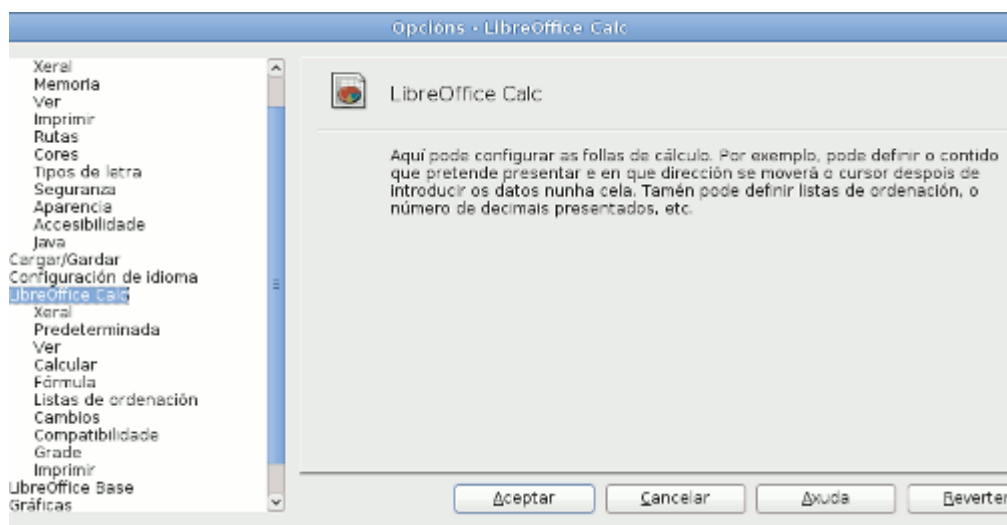 Opcións - LibreOffice Calc
Xeral
Memoria
Ver
Imprimir
Rutas
Cores
Tipos de letra
Seguranza
Aparencia
Accesibilidade
Java
Cargar/Gardar
Configuración de idioma
LibreOffice Calc
Xeral
Predeterminada
Ver
Calcular
Fórmula
Listas de ordenación
Cambios
Compatibilidade
Grade
Imprimir
LibreOffice Base
Gráficas
LibreOffice Calc
Aquí pode configurar as follas de cálculo. Por exemplo, pode definir o contido
que pretende presentar e en que dirección se moverá o cursor despois de
introducir os datos nunha cela. Tamén pode definir listas de ordenación, o
número de decimais presentados, etc.
Aceptar
Cancelar
Axuda
Reverter